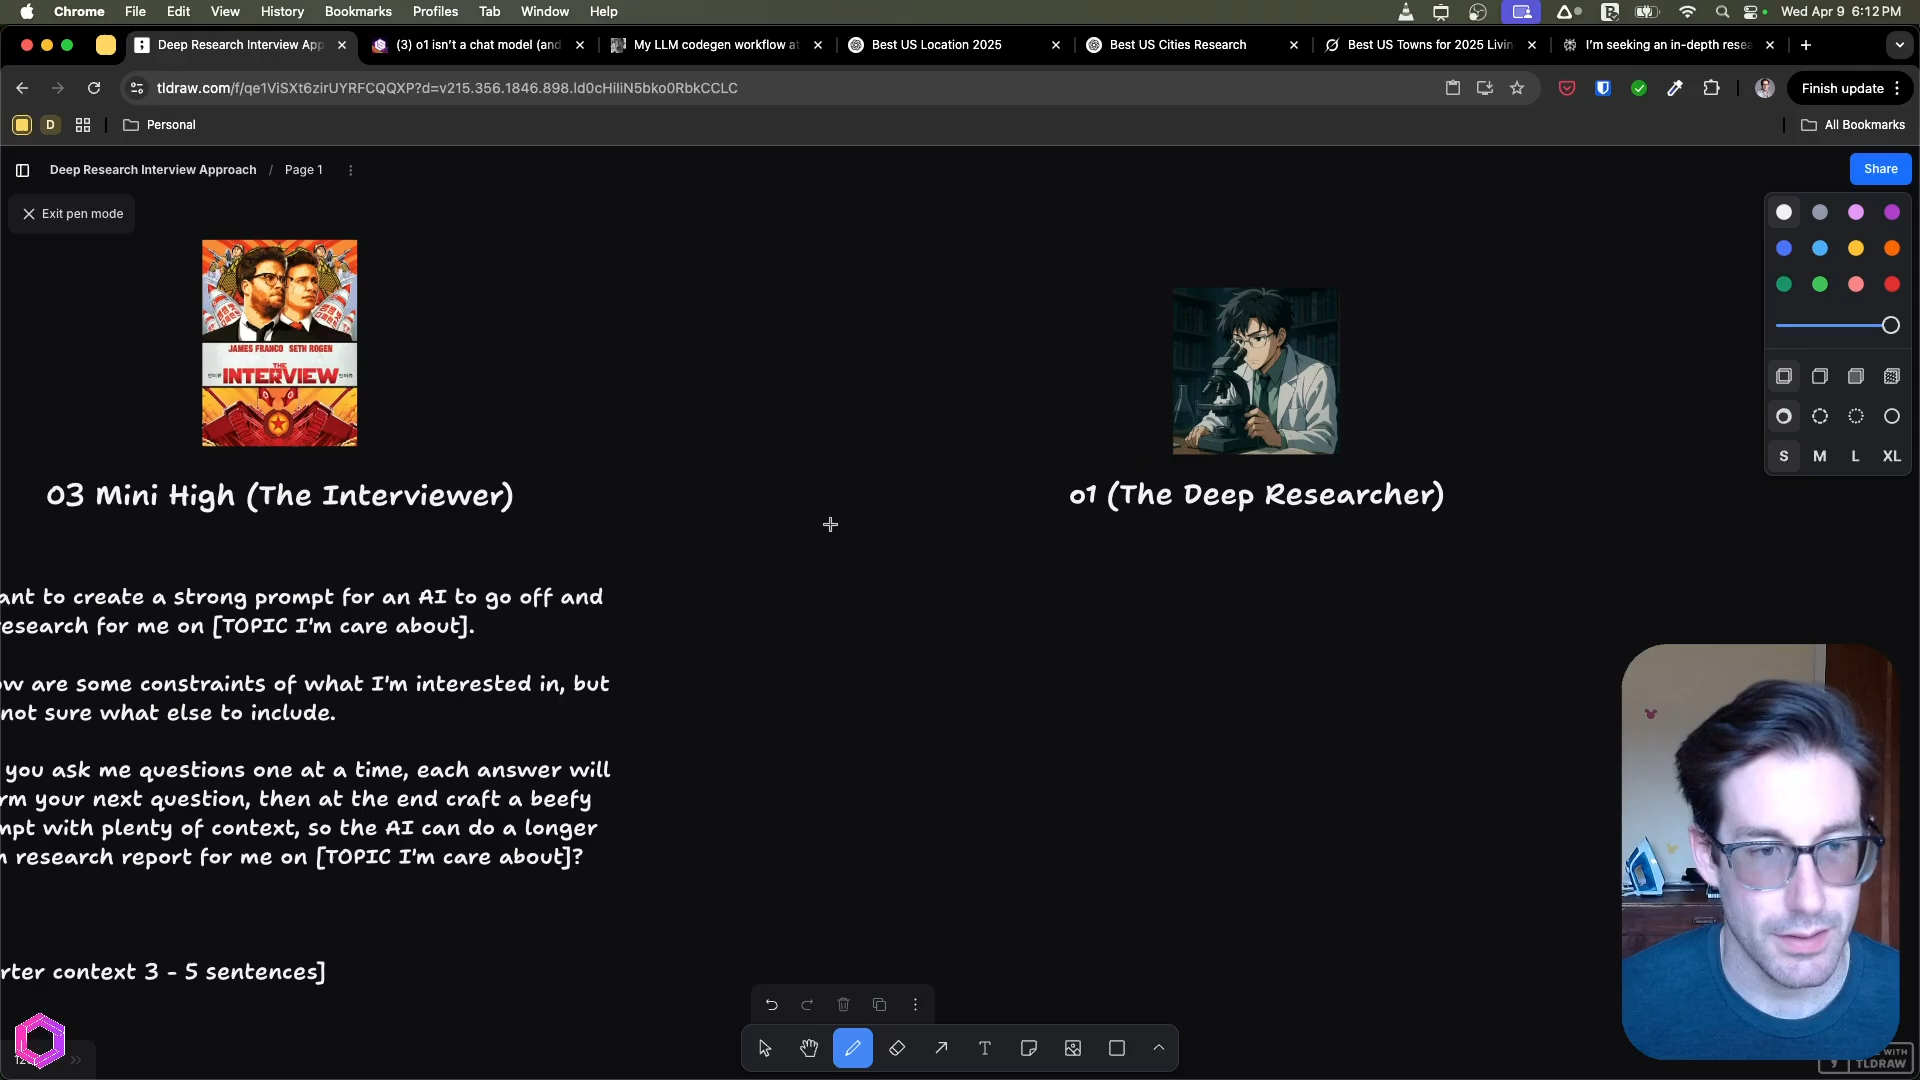 Chrome File Edit View History Bookmarks Profiles Tab Window Help Wed Apr 9 6:12 PM
Deep Research Interview App (3) o1 isn't a chat model (and My LLM codegen workflow at Best US Location 2025 Best US Cities Research Best US Towns for 2025 Livin I'm seeking an in-depth resea
tldraw.com/f/qe1ViSXt6zirUYRFCQQXP?d=v215.356.1846.898.ld0cHiliN5bko0RbkCCLC Finish update
D Personal All Bookmarks
Deep Research Interview Approach / Page 1 Share
Exit pen mode
JAMES FRANCO SETH ROGEN
THE
INTERVIEW
S M L XL
03 Mini High (The Interviewer) o1 (The Deep Researcher)
ant to create a strong prompt for an AI to go off and
esearch for me on [TOPIC I'm care about].
ow are some constraints of what I'm interested in, but
not sure what else to include.
you ask me questions one at a time, each answer will
rm your next question, then at the end craft a beefy
mpt with plenty of context, so the AI can do a longer
research report for me on [TOPIC I'm care about]?
rter context 3 - 5 sentences]
T
TLDRAW